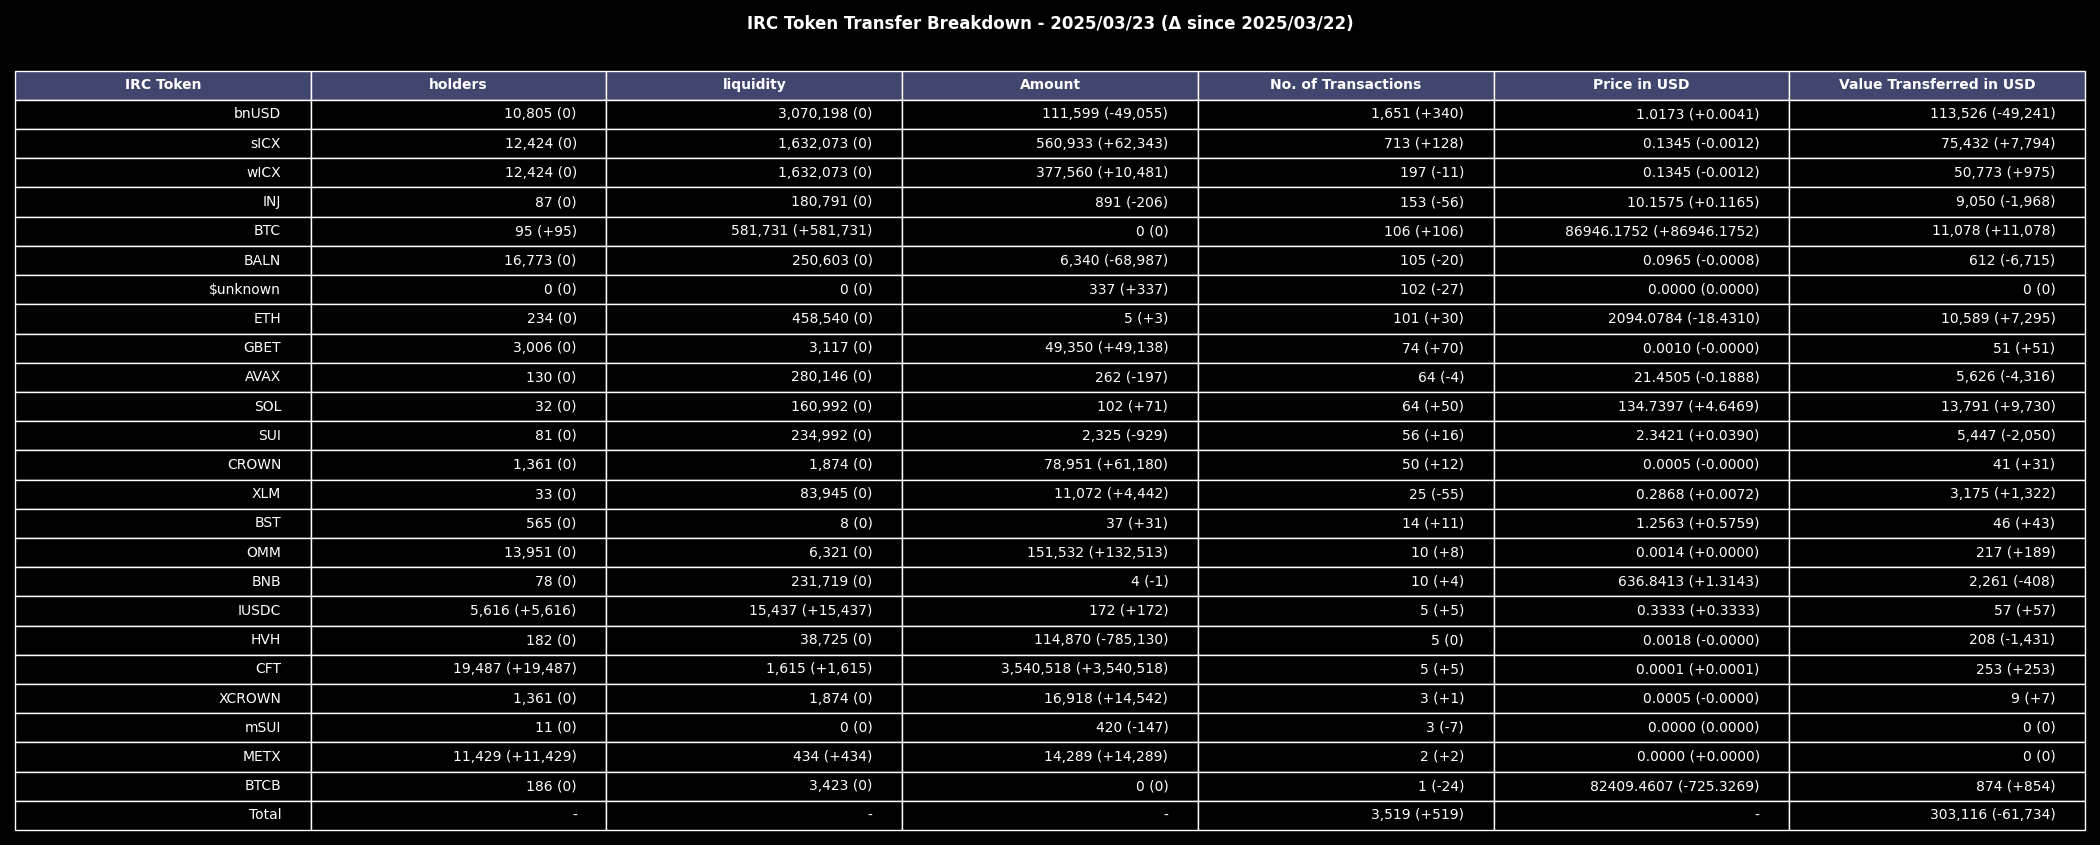 IRC Token Transfer Breakdown - 2025/03/23 (Δ since 2025/03/22)
IRC Token holders liquidity Amount No. of Transactions Price in USD Value Transferred in USD
bnUSD 10,805 (0) 3,070,198 (0) 111,599 (-49,055) 1,651 (+340) 1.0173 (+0.0041) 113,526 (-49,241)
sICX 12,424 (0) 1,632,073 (0) 560,933 (+62,343) 713 (+128) 0.1345 (-0.0012) 75,432 (+7,794)
wICX 12,424 (0) 1,632,073 (0) 377,560 (+10,481) 197 (-11) 0.1345 (-0.0012) 50,773 (+975)
INJ 87 (0) 180,791 (0) 891 (-206) 153 (-56) 10.1575 (+0.1165) 9,050 (-1,968)
BTC 95 (+95) 581,731 (+581,731) 0 (0) 106 (+106) 86946.1752 (+86946.1752) 11,078 (+11,078)
BALN 16,773 (0) 250,603 (0) 6,340 (-68,987) 105 (-20) 0.0965 (-0.0008) 612 (-6,715)
$unknown 0 (0) 0 (0) 337 (+337) 102 (-27) 0.0000 (0.0000) 0 (0)
ETH 234 (0) 458,540 (0) 5 (+3) 101 (+30) 2094.0784 (-18.4310) 10,589 (+7,295)
GBET 3,006 (0) 3,117 (0) 49,350 (+49,138) 74 (+70) 0.0010 (-0.0000) 51 (+51)
AVAX 130 (0) 280,146 (0) 262 (-197) 64 (-4) 21.4505 (-0.1888) 5,626 (-4,316)
SOL 32 (0) 160,992 (0) 102 (+71) 64 (+50) 134.7397 (+4.6469) 13,791 (+9,730)
SUI 81 (0) 234,992 (0) 2,325 (-929) 56 (+16) 2.3421 (+0.0390) 5,447 (-2,050)
CROWN 1,361 (0) 1,874 (0) 78,951 (+61,180) 50 (+12) 0.0005 (-0.0000) 41 (+31)
XLM 33 (0) 83,945 (0) 11,072 (+4,442) 25 (-55) 0.2868 (+0.0072) 3,175 (+1,322)
BST 565 (0) 8 (0) 37 (+31) 14 (+11) 1.2563 (+0.5759) 46 (+43)
OMM 13,951 (0) 6,321 (0) 151,532 (+132,513) 10 (+8) 0.0014 (+0.0000) 217 (+189)
BNB 78 (0) 231,719 (0) 4 (-1) 10 (+4) 636.8413 (+1.3143) 2,261 (-408)
IUSDC 5,616 (+5,616) 15,437 (+15,437) 172 (+172) 5 (+5) 0.3333 (+0.3333) 57 (+57)
HVH 182 (0) 38,725 (0) 114,870 (-785,130) 5 (0) 0.0018 (-0.0000) 208 (-1,431)
CFT 19,487 (+19,487) 1,615 (+1,615) 3,540,518 (+3,540,518) 5 (+5) 0.0001 (+0.0001) 253 (+253)
XCROWN 1,361 (0) 1,874 (0) 16,918 (+14,542) 3 (+1) 0.0005 (-0.0000) 9 (+7)
mSUI 11 (0) 0 (0) 420 (-147) 3 (-7) 0.0000 (0.0000) 0 (0)
METX 11,429 (+11,429) 434 (+434) 14,289 (+14,289) 2 (+2) 0.0000 (+0.0000) 0 (0)
BTCB 186 (0) 3,423 (0) 0 (0) 1 (-24) 82409.4607 (-725.3269) 874 (+854)
Total - - - 3,519 (+519) - 303,116 (-61,734)